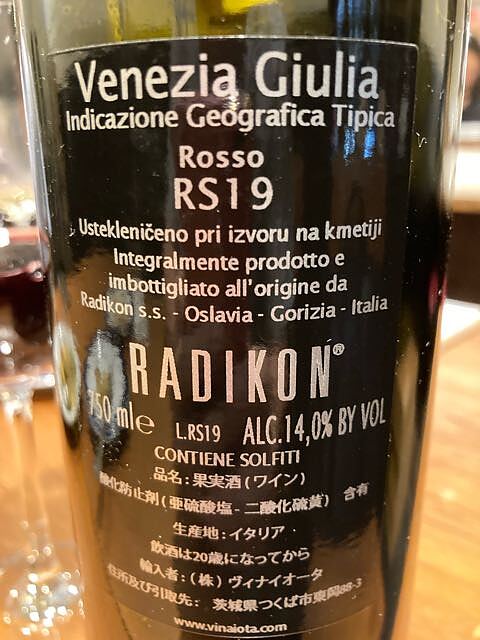 Venezia Giulia
Indicazione Geografica Tipica
Rosso
RS19
Ustekleničeno pri izvoru na kmetiji
Integralmente prodotto e
imbottigliato all'origine da
Radikon s.s. - Oslavia - Gorizia - Italia
RADIKON®
750 ml e L.RS19 ALC.14,0% BY VOL
CONTIENE SOLFITI
品名:果実酒(ワイン)
酸化防止剤(亜硫酸塩-二酸化硫黄) 含有
生産地:イタリア
飲酒は20歳になってから
輸入者:(株)ヴィナイオータ
住所及び引取先: 茨城県つくば市東岡88-3
www.vinaiota.com